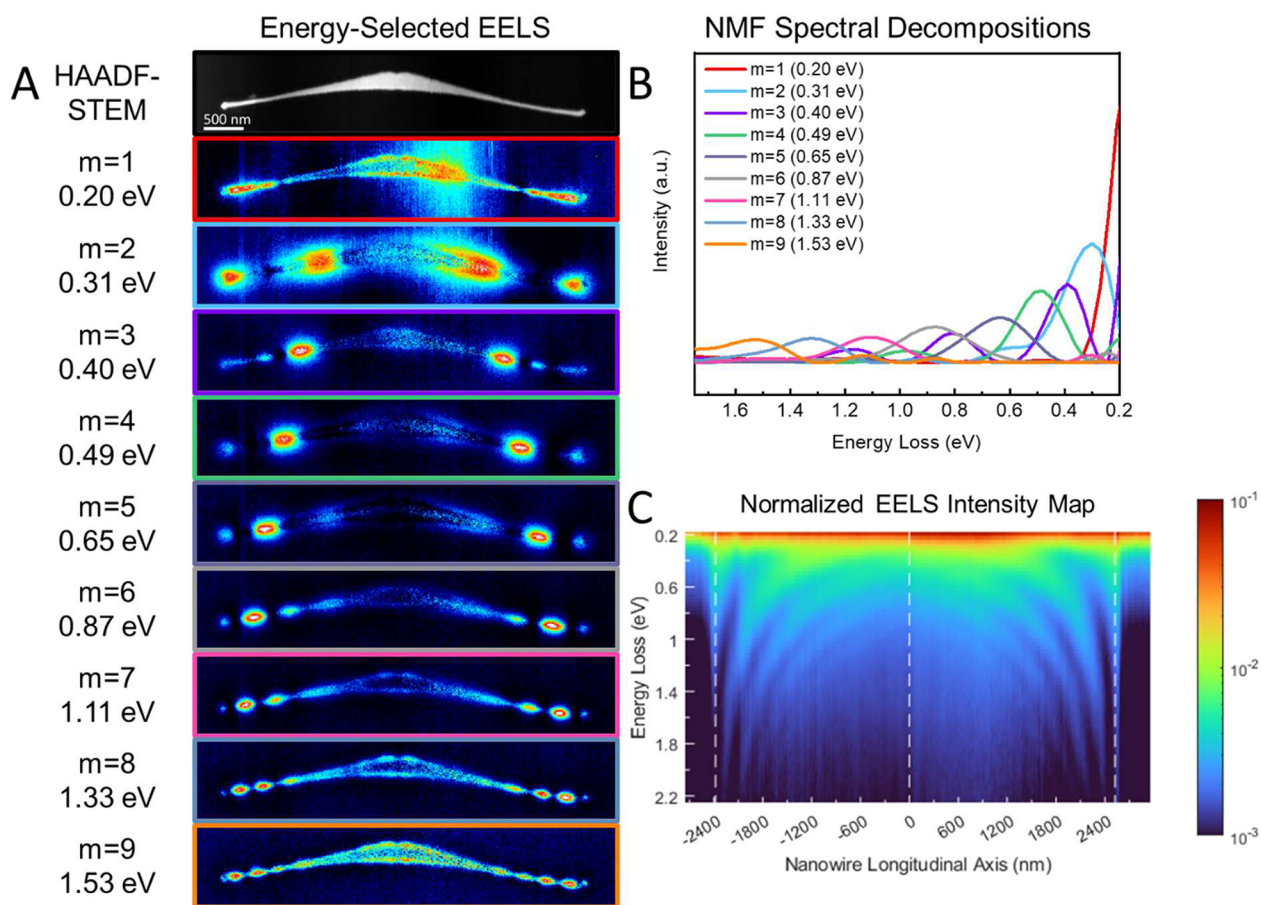 Energy-Selected EELS
A
HAADF-
STEM
500 nm
m=1
0.20 eV
m=2
0.31 eV
m=3
0.40 eV
m=4
0.49 eV
m=5
0.65 eV
m=6
0.87 eV
m=7
1.11 eV
m=8
1.33 eV
m=9
1.53 eV
NMF Spectral Decompositions
B
m=1 (0.20 eV)
m=2 (0.31 eV)
m=3 (0.40 eV)
m=4 (0.49 eV)
m=5 (0.65 eV)
m=6 (0.87 eV)
m=7 (1.11 eV)
m=8 (1.33 eV)
m=9 (1.53 eV)
Intensity (a.u.)
1.6 1.4 1.2 1.0 0.8 0.6 0.4 0.2
Energy Loss (eV)
C
Normalized EELS Intensity Map
Energy Loss (eV)
0.2
0.6
1
1.4
1.8
2.2
-2400 -1800 -1200 -600 0 600 1200 1800 2400
Nanowire Longitudinal Axis (nm)
10-1
10-2
10-3